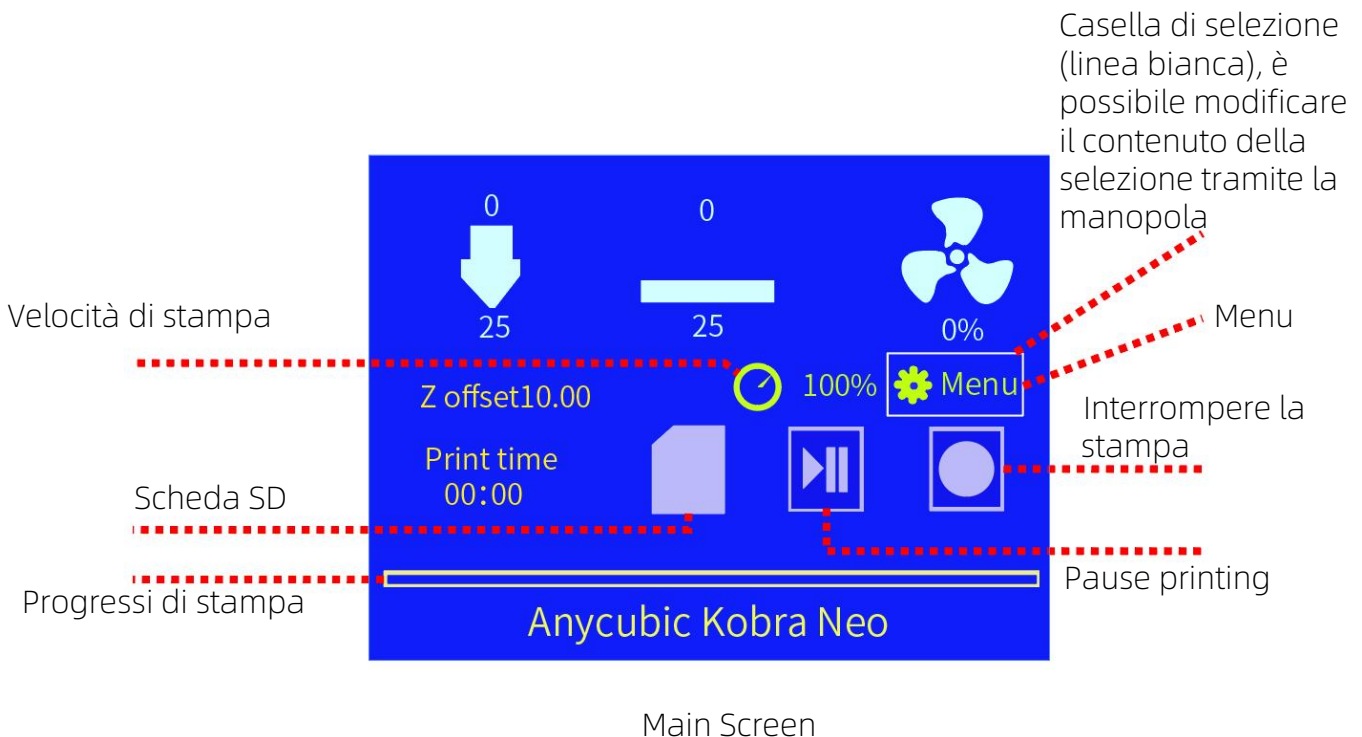 Casella di selezione
(linea bianca), è
possibile modificare
il contenuto della
selezione tramite la
manopola
0
0
25
25
0%
Velocità di stampa
Menu
Z offset10.00
100%
Menu
Interrompere la
stampa
Print time
00:00
Scheda SD
Pause printing
Progressi di stampa
Anycubic Kobra Neo
Main Screen